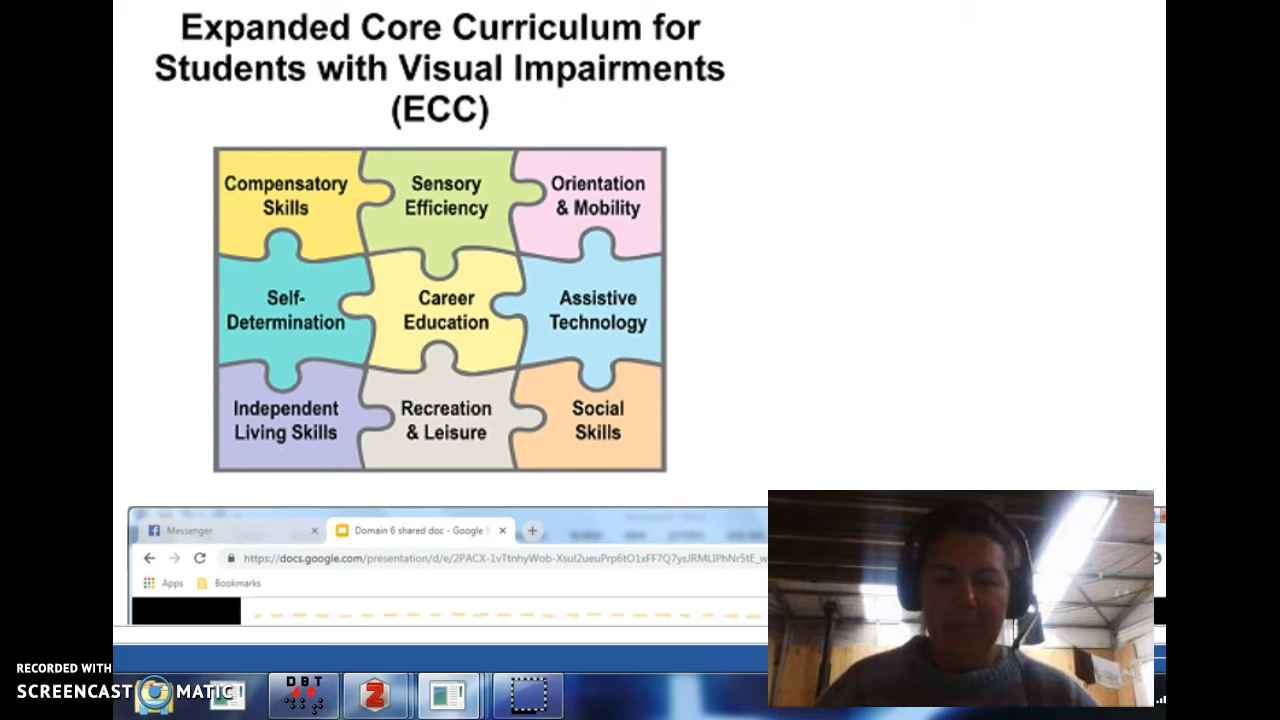 Expanded Core Curriculum for
Students with Visual Impairments
(ECC)
Compensatory
Skills
Sensory
Efficiency
Orientation
& Mobility
Self-
Determination
Career
Education
Assistive
Technology
Independent
Living Skills
Recreation
& Leisure
Social
Skills
Messenger
Domain 6 shared doc - Google S
Apps
Bookmarks
RECORDED WITH
SCREENCAST MATIC
DBT
Z